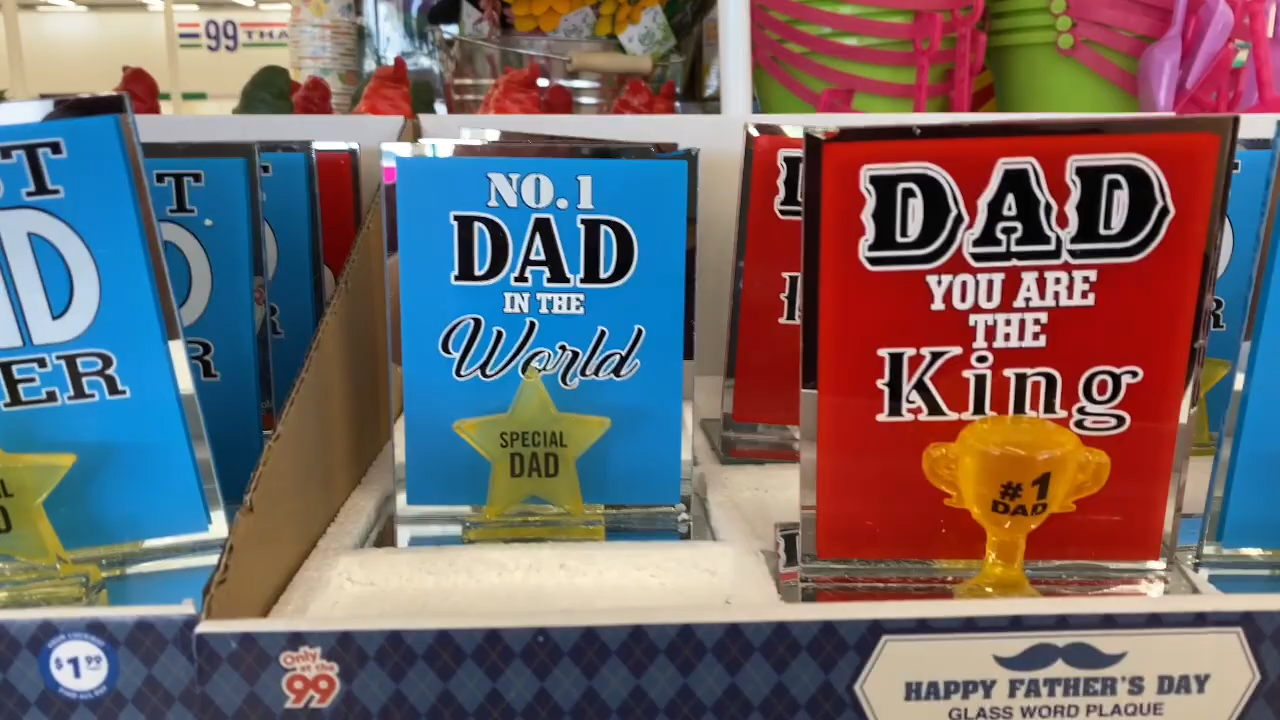 99 THA
NO.1
DAD
IN THE
World
SPECIAL
DAD
DAD
YOU ARE
THE
King
#1
DAD
$1.99
Only
at the
99
HAPPY FATHER'S DAY
GLASS WORD PLAQUE